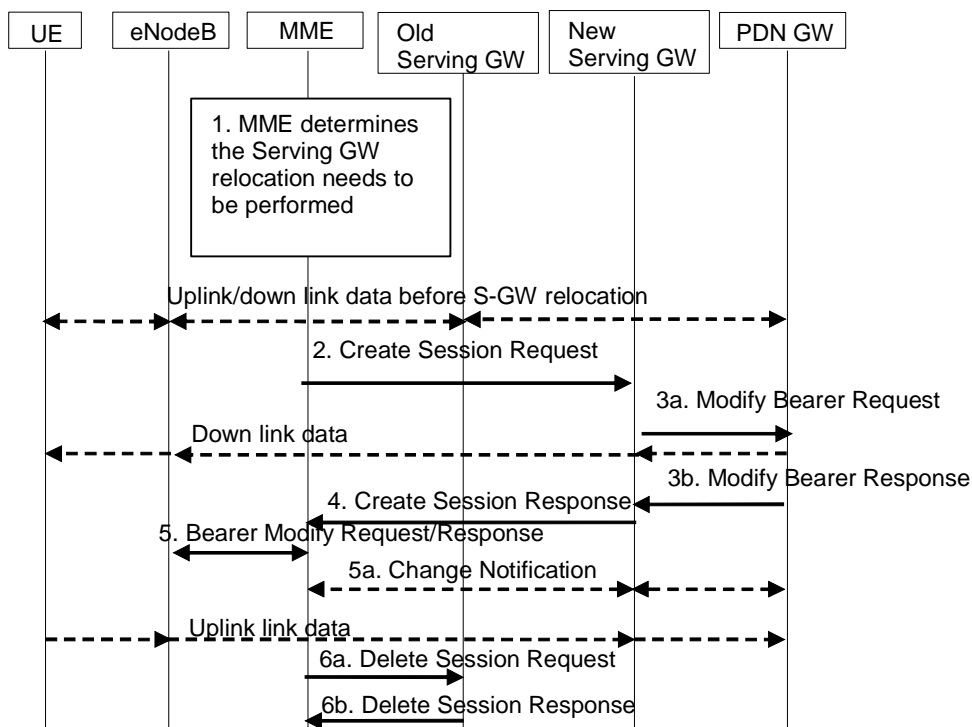 UE
eNodeB
MME
Old
Serving GW
New
Serving GW
PDN GW
1. MME determines
the Serving GW
relocation needs to
be performed
Uplink/down link data before S-GW relocation
2. Create Session Request
3a. Modify Bearer Request
Down link data
3b. Modify Bearer Response
4. Create Session Response
5. Bearer Modify Request/Response
5a. Change Notification
Uplink link data
6a. Delete Session Request
6b. Delete Session Response